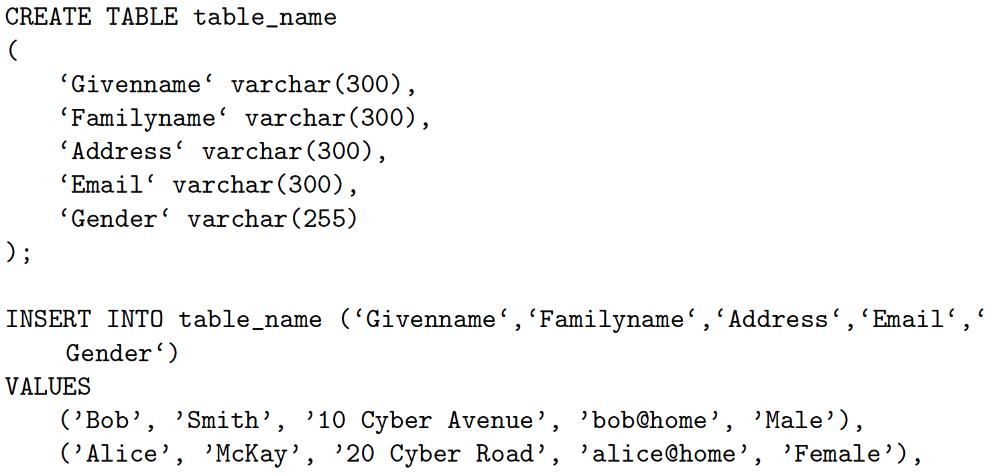 CREATE TABLE table_name
(
‘Givenname‘ varchar(300),
‘Familyname‘ varchar(300),
‘Address‘ varchar(300),
‘Email‘ varchar(300),
‘Gender‘ varchar(255)
);
INSERT INTO table_name (‘Givenname‘,‘Familyname‘,‘Address‘,‘Email‘,‘
Gender‘)
VALUES
(’Bob’, ’Smith’, ’10 Cyber Avenue’, ’bob@home’, ’Male’),
(’Alice’, ’McKay’, ’20 Cyber Road’, ’alice@home’, ’Female’),